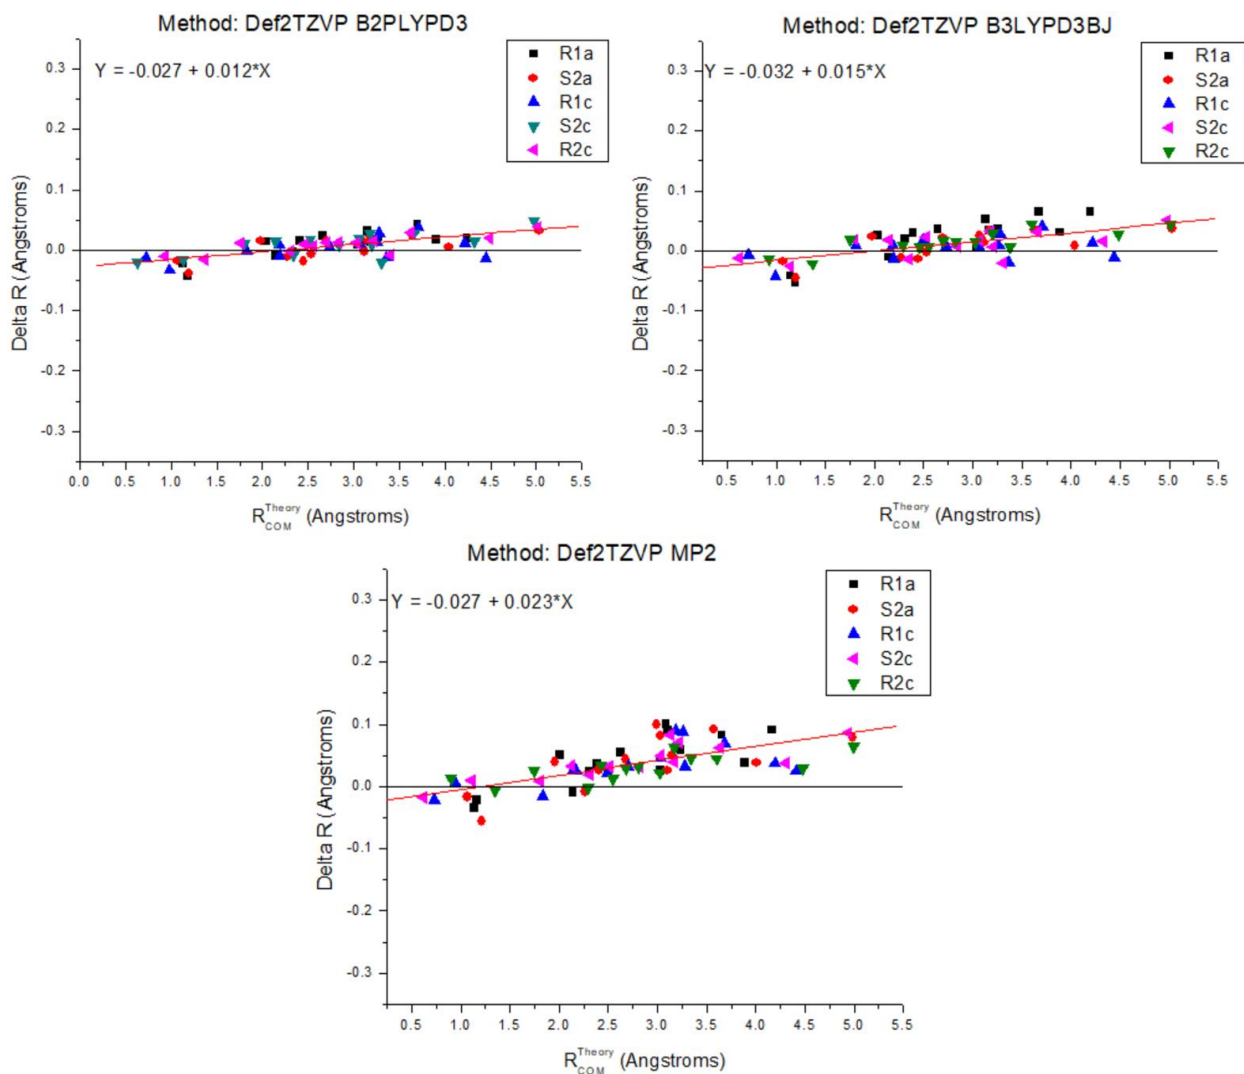 Method: Def2TZVP B2PLYPD3
Y = -0.027 + 0.012*X
R1a
S2a
R1c
S2c
R2c
Delta R (Angstroms)
0.3
0.2
0.1
0.0
-0.1
-0.2
-0.3
0.0 0.5 1.0 1.5 2.0 2.5 3.0 3.5 4.0 4.5 5.0 5.5
R Theory COM (Angstroms)
Method: Def2TZVP B3LYPD3BJ
Y = -0.032 + 0.015*X
R1a
S2a
R1c
S2c
R2c
Delta R (Angstroms)
0.3
0.2
0.1
0.0
-0.1
-0.2
-0.3
0.5 1.0 1.5 2.0 2.5 3.0 3.5 4.0 4.5 5.0 5.5
R Theory COM (Angstroms)
Method: Def2TZVP MP2
Y = -0.027 + 0.023*X
R1a
S2a
R1c
S2c
R2c
Delta R (Angstroms)
0.3
0.2
0.1
0.0
-0.1
-0.2
-0.3
0.5 1.0 1.5 2.0 2.5 3.0 3.5 4.0 4.5 5.0 5.5
R Theory COM (Angstroms)